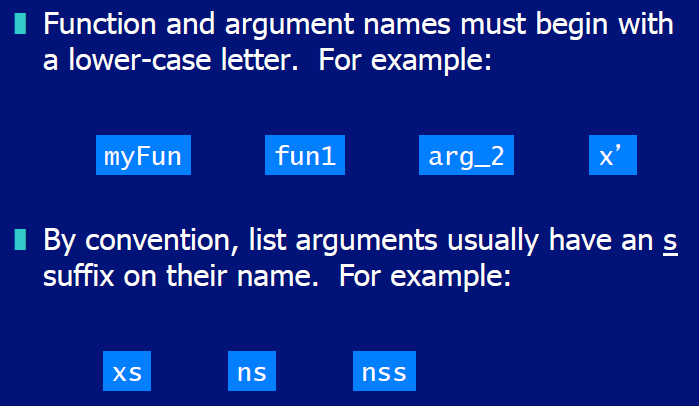 Function and argument names must begin with
a lower-case letter.  For example:
myFun fun1 arg_2 x’
By convention, list arguments usually have an s
suffix on their name.  For example:
xs ns nss